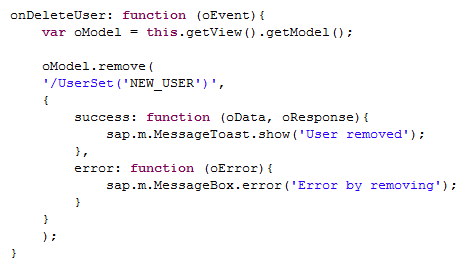 onDeleteUser: function (oEvent){
    var oModel = this.getView().getModel();

    oModel.remove(
    '/UserSet('NEW_USER')',
    {
        success: function (oData, oResponse){
            sap.m.MessageToast.show('User removed');
        },
        error: function (oError){
            sap.m.MessageBox.error('Error by removing');
        }
    }
    );
}